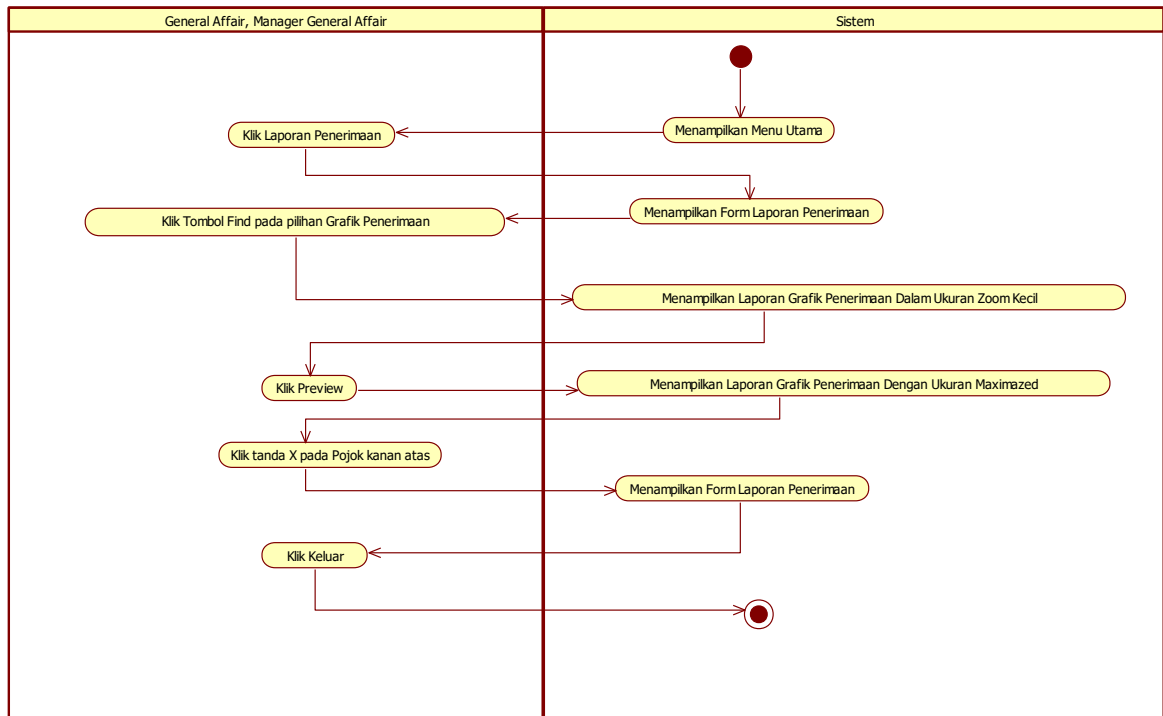 General Affair, Manager General Affair
Sistem
Menampilkan Menu Utama
Klik Laporan Penerimaan
Menampilkan Form Laporan Penerimaan
Klik Tombol Find pada pilihan Grafik Penerimaan
Menampilkan Laporan Grafik Penerimaan Dalam Ukuran Zoom Kecil
Klik Preview
Menampilkan Laporan Grafik Penerimaan Dengan Ukuran Maximazed
Klik tanda X pada Pojok kanan atas
Menampilkan Form Laporan Penerimaan
Klik Keluar